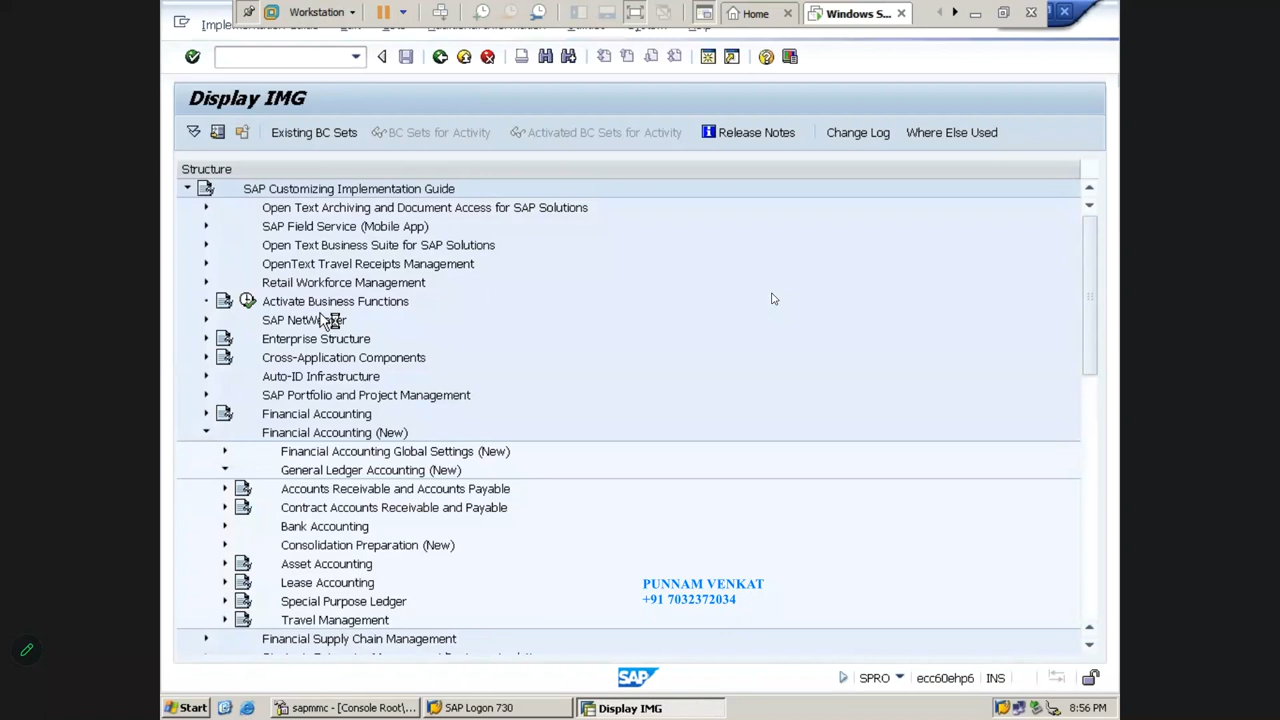 Workstation
Home
Windows S...
Display IMG
Existing BC Sets
BC Sets for Activity
Activated BC Sets for Activity
Release Notes
Change Log
Where Else Used
Structure
SAP Customizing Implementation Guide
Open Text Archiving and Document Access for SAP Solutions
SAP Field Service (Mobile App)
Open Text Business Suite for SAP Solutions
OpenText Travel Receipts Management
Retail Workforce Management
Activate Business Functions
SAP NetWeaver
Enterprise Structure
Cross-Application Components
Auto-ID Infrastructure
SAP Portfolio and Project Management
Financial Accounting
Financial Accounting (New)
Financial Accounting Global Settings (New)
General Ledger Accounting (New)
Accounts Receivable and Accounts Payable
Contract Accounts Receivable and Payable
Bank Accounting
Consolidation Preparation (New)
Asset Accounting
Lease Accounting
Special Purpose Ledger
Travel Management
Financial Supply Chain Management
PUNNAM VENKAT
+91 7032372034
SAP
SPRO
ecc60ehp6
INS
Start
sapmmc - [Console Root\...
SAP Logon 730
Display IMG
8:56 PM